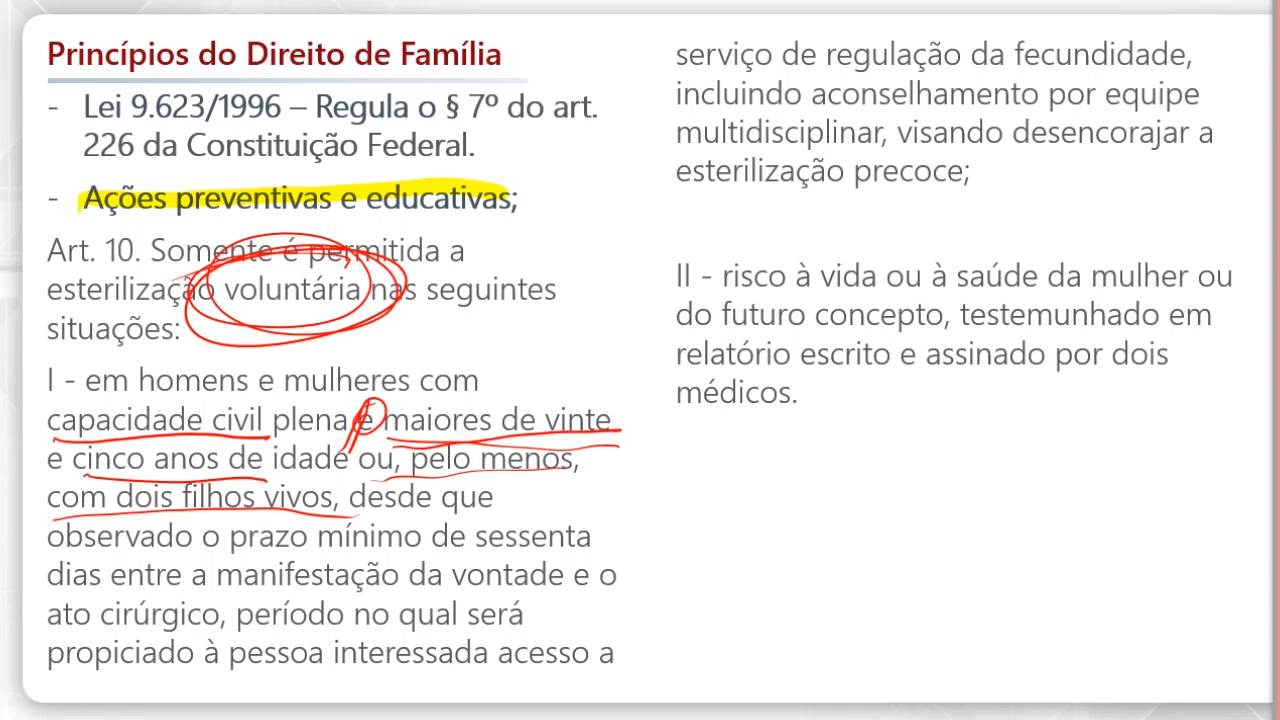 Princípios do Direito de Família
- Lei 9.623/1996 – Regula o § 7º do art.
226 da Constituição Federal.
- Ações preventivas e educativas;
Art. 10. Somente é permitida a
esterilização voluntária nas seguintes
situações:
I - em homens e mulheres com
capacidade civil plena e maiores de vinte
e cinco anos de idade ou, pelo menos,
com dois filhos vivos, desde que
observado o prazo mínimo de sessenta
dias entre a manifestação da vontade e o
ato cirúrgico, período no qual será
propiciado à pessoa interessada acesso a
serviço de regulação da fecundidade,
incluindo aconselhamento por equipe
multidisciplinar, visando desencorajar a
esterilização precoce;
II - risco à vida ou à saúde da mulher ou
do futuro concepto, testemunhado em
relatório escrito e assinado por dois
médicos.